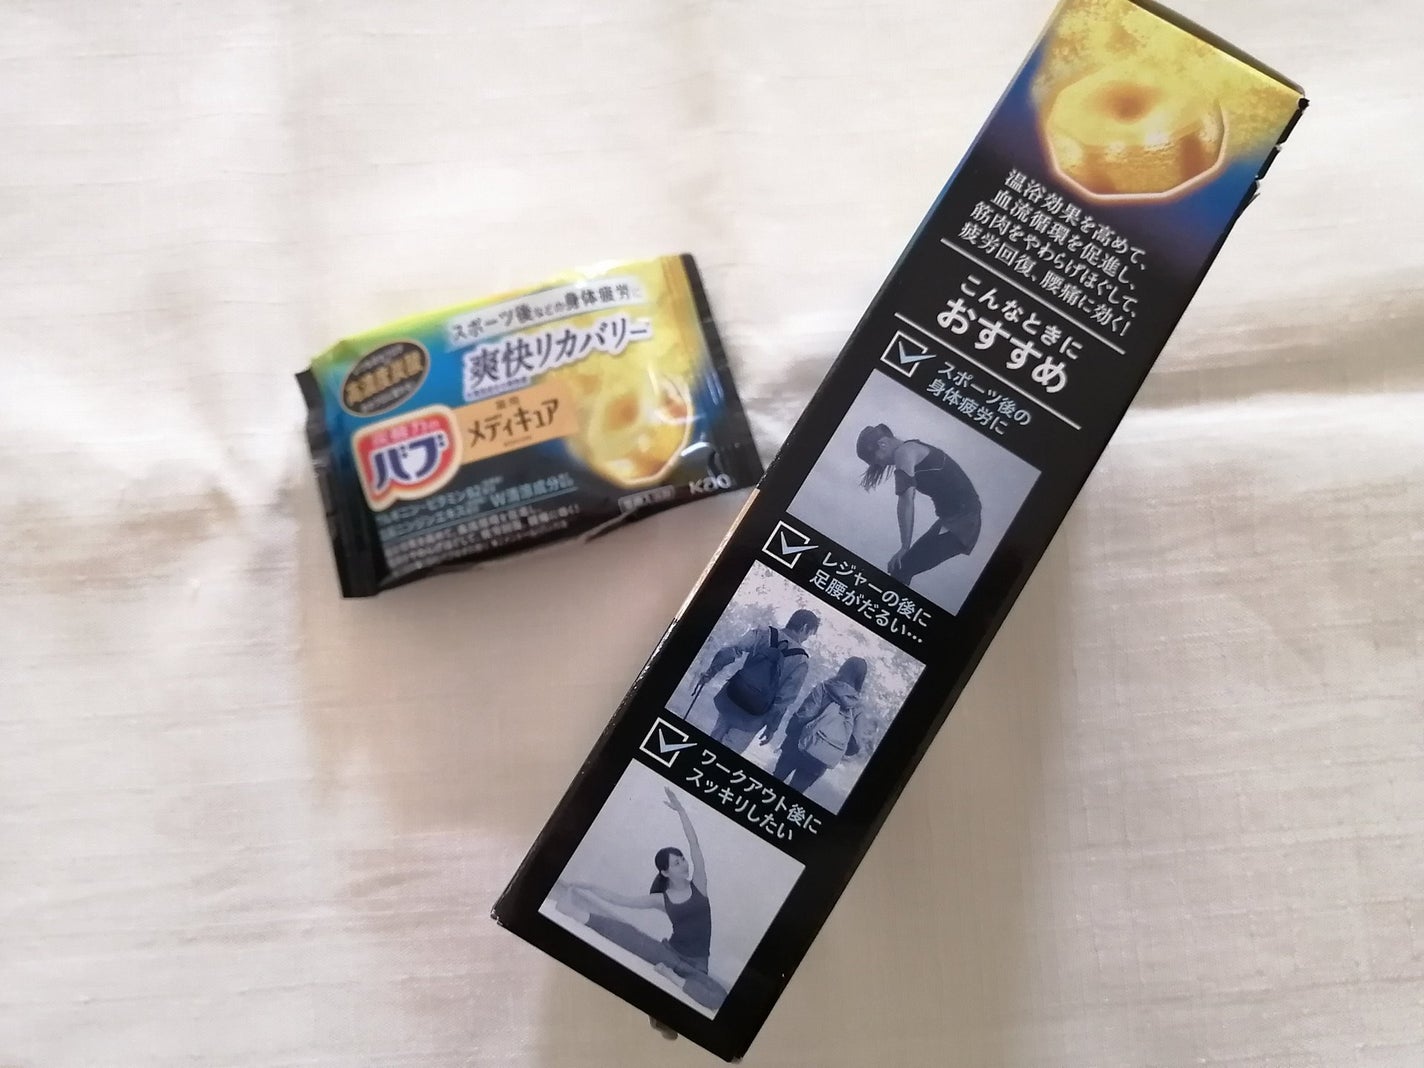 スポーツ後などの身体疲労に
爽快リカバリー
高濃度炭酸
薬用
メディキュア
バブ
W清涼成分
Kao
温浴効果を高めて、
血流循環を促進し、
筋肉をやわらげほぐして、
疲労回復、腰痛に効く!
こんなときに
おすすめ
スポーツ後の
身体疲労に
レジャーの後に
足腰がだるい…
ワークアウト後に
スッキリしたい